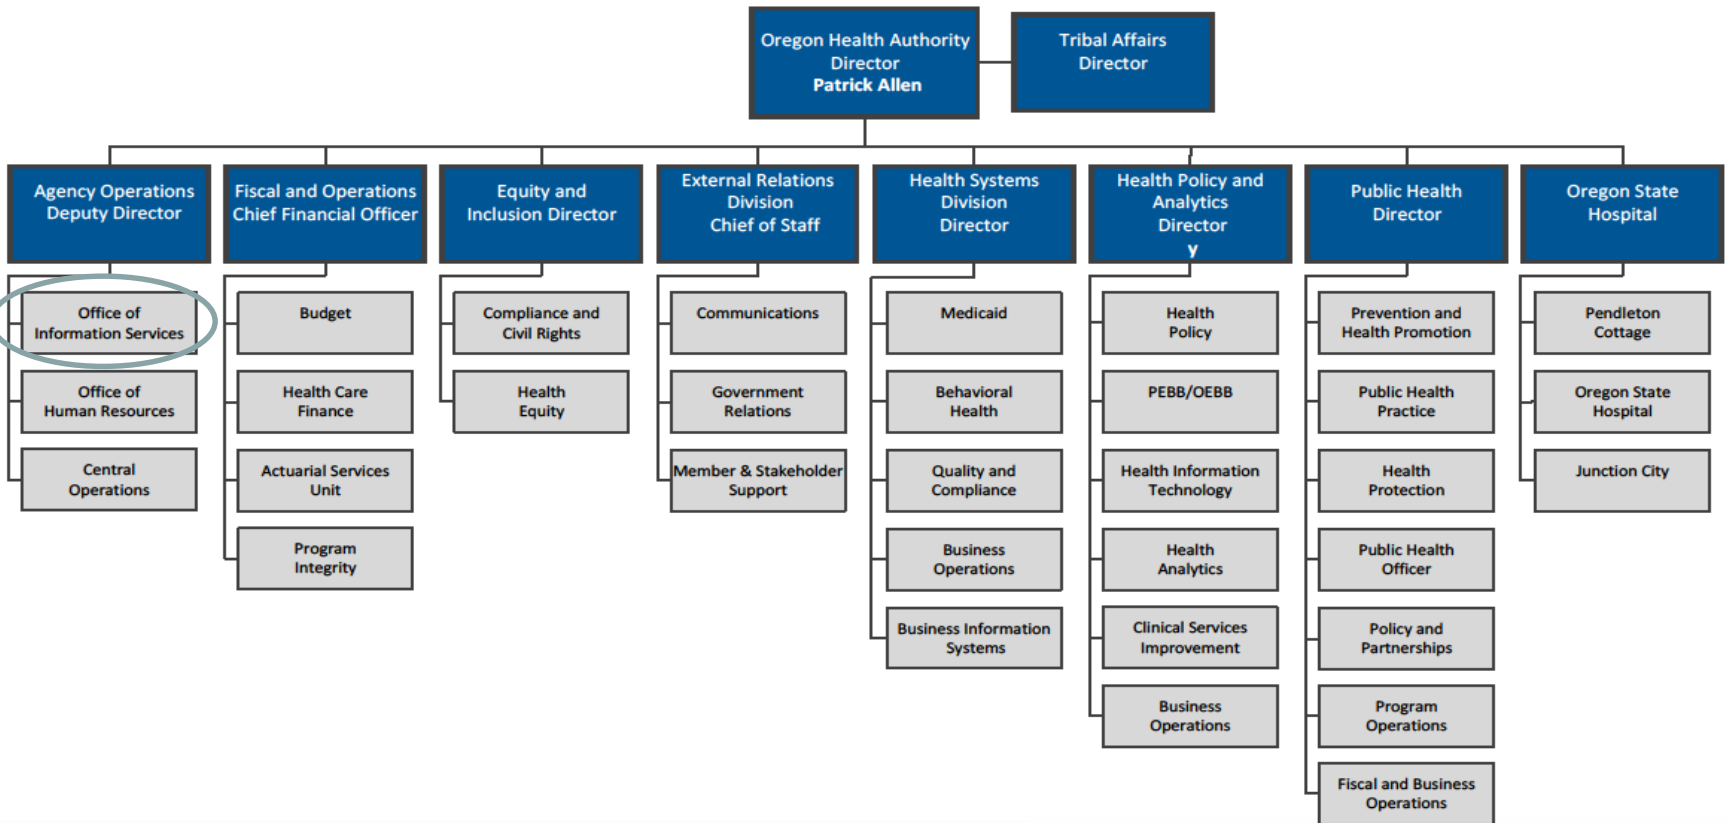 Oregon Health Authority
Director
Patrick Allen
Tribal Affairs
Director
Agency Operations
Deputy Director
Office of
Information Services
Office of
Human Resources
Central
Operations
Fiscal and Operations
Chief Financial Officer
Budget
Health Care
Finance
Actuarial Services
Unit
Program
Integrity
Equity and
Inclusion Director
Compliance and
Civil Rights
Health
Equity
External Relations
Division
Chief of Staff
Communications
Government
Relations
Member & Stakeholder
Support
Health Systems
Division
Director
Medicaid
Behavioral
Health
Quality and
Compliance
Business
Operations
Business Information
Systems
Health Policy and
Analytics
Director
y
Health
Policy
PEBB/OEBB
Health Information
Technology
Health
Analytics
Clinical Services
Improvement
Business
Operations
Public Health
Director
Prevention and
Health Promotion
Public Health
Practice
Health
Protection
Public Health
Officer
Policy and
Partnerships
Program
Operations
Fiscal and Business
Operations
Oregon State
Hospital
Pendleton
Cottage
Oregon State
Hospital
Junction City